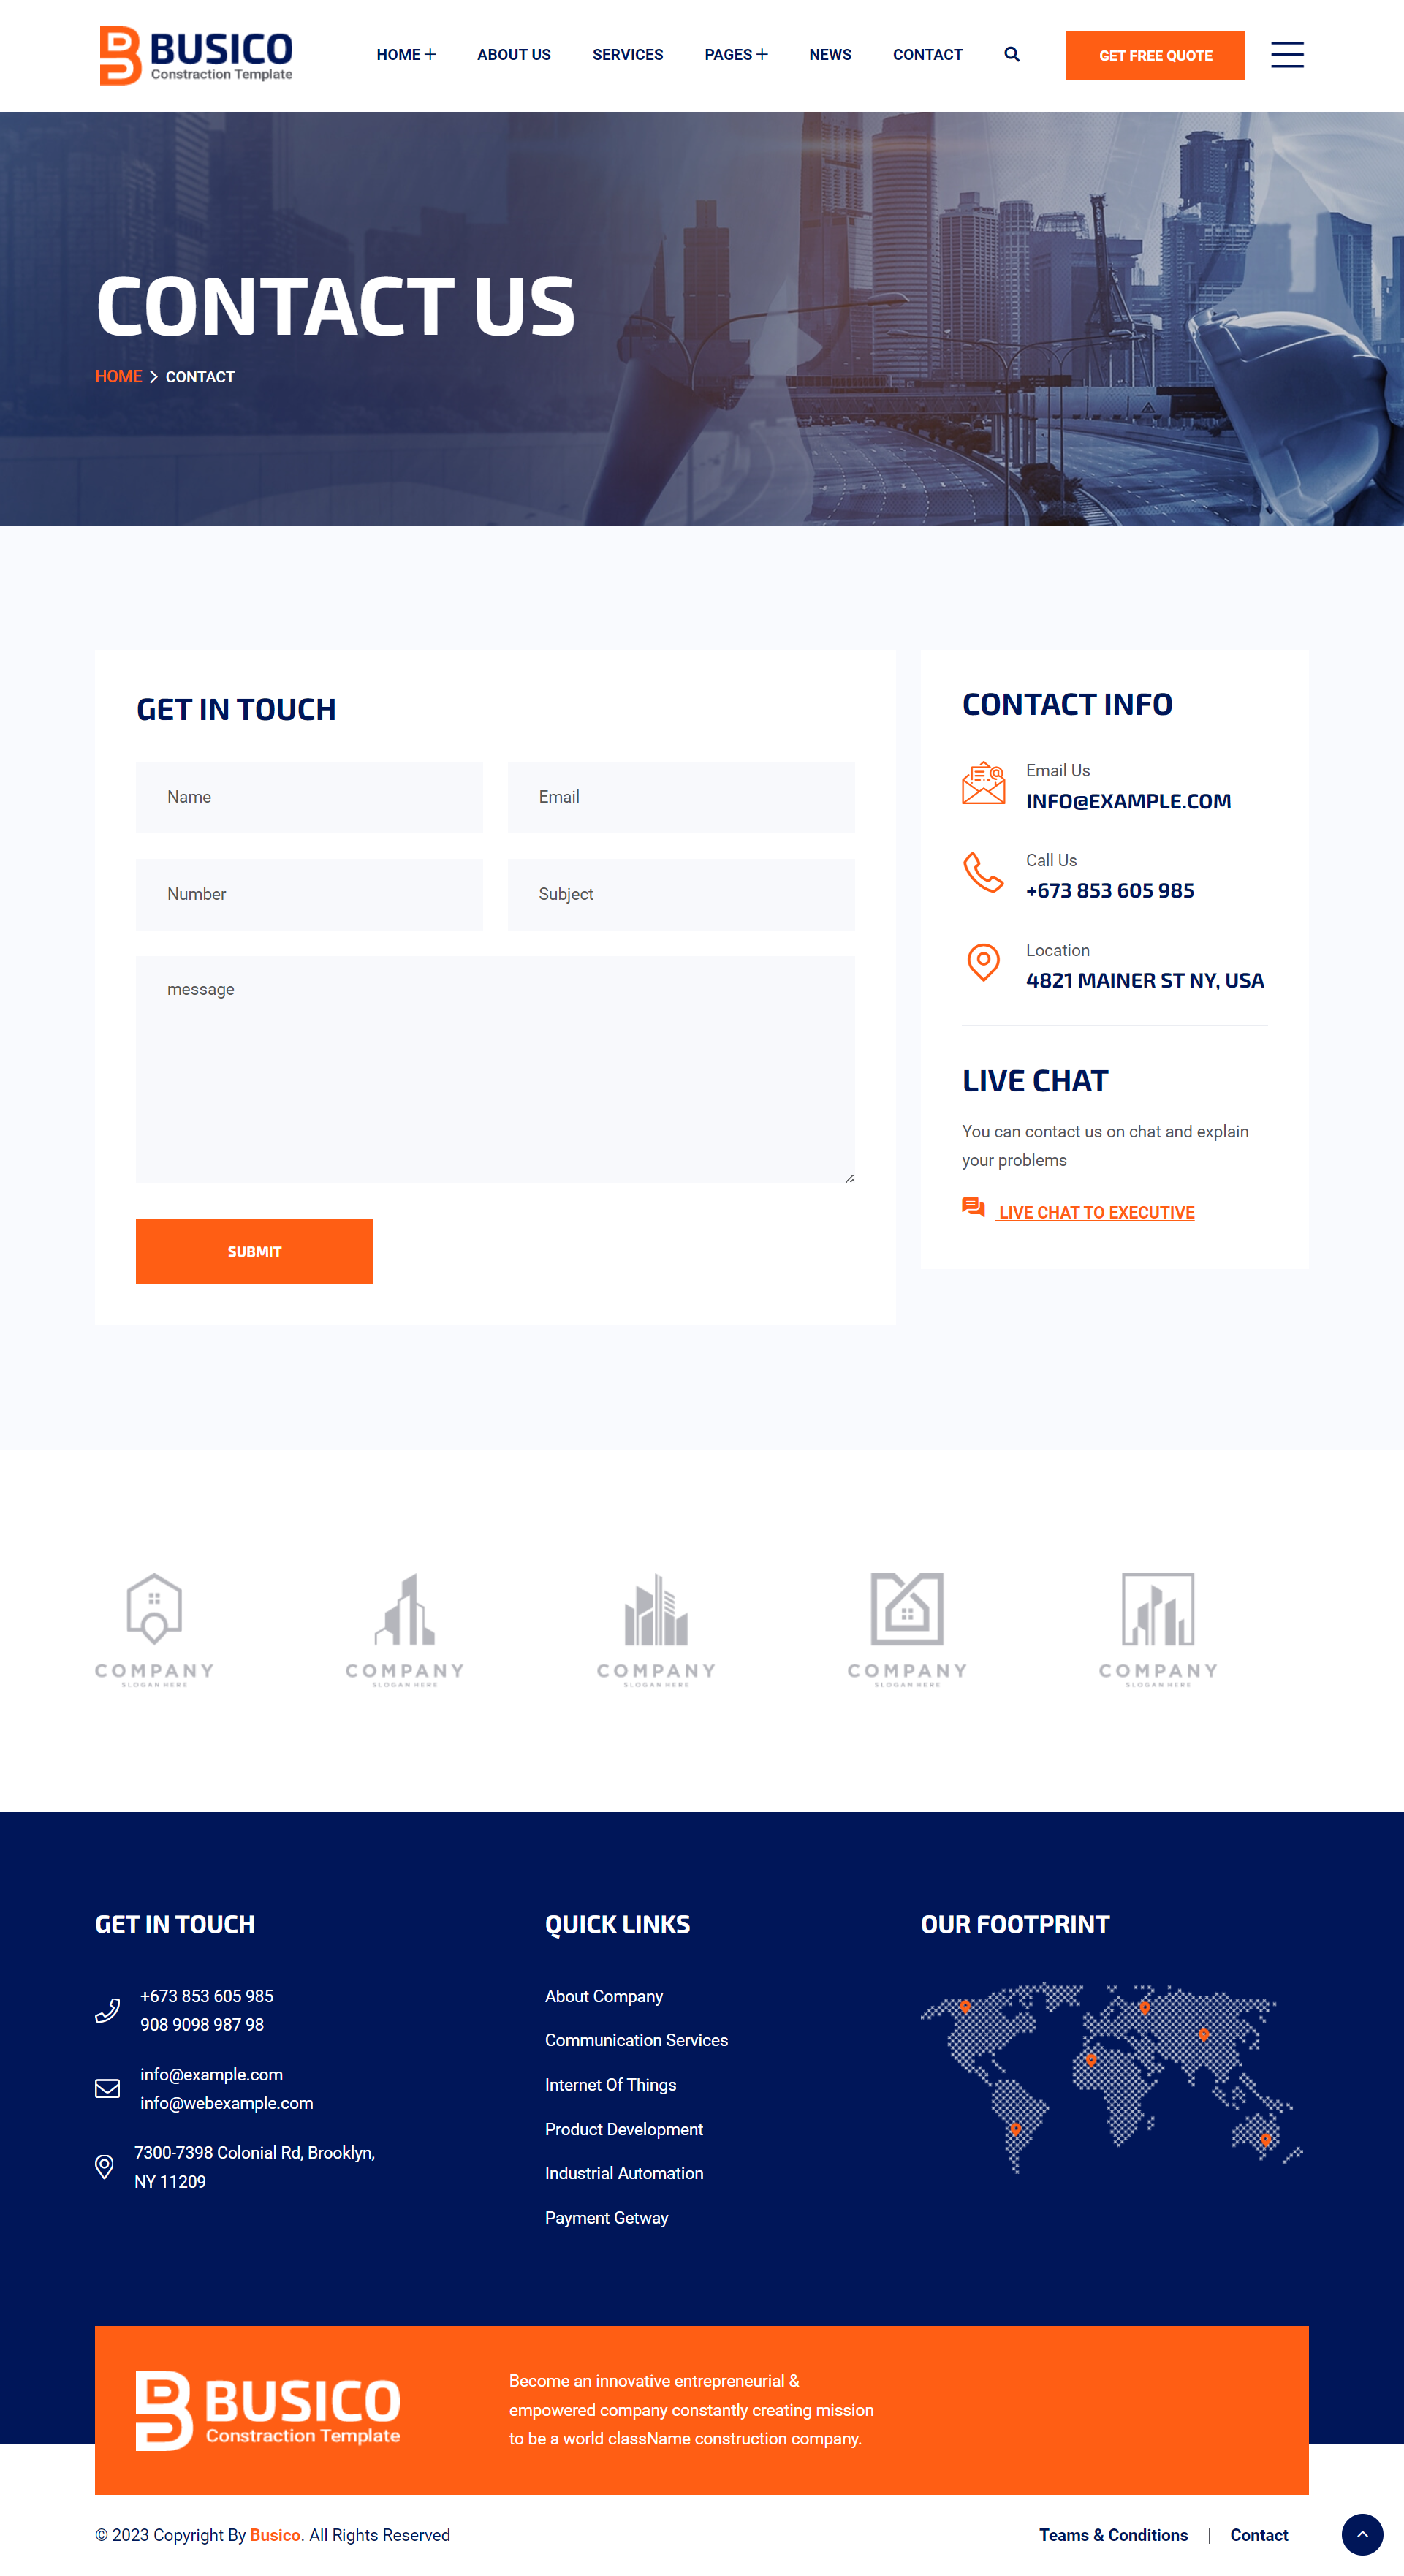 BUSICO
Constraction Template
HOME
ABOUT US
SERVICES
PAGES
NEWS
CONTACT
GET FREE QUOTE
CONTACT US
HOME
CONTACT
GET IN TOUCH
Name
Email
Number
Subject
message
SUBMIT
CONTACT INFO
Email Us
INFO@EXAMPLE.COM
Call Us
+673 853 605 985
Location
4821 MAINER ST NY, USA
LIVE CHAT
You can contact us on chat and explain
your problems
LIVE CHAT TO EXECUTIVE
COMPANY
SLOGAN HERE
COMPANY
SLOGAN HERE
COMPANY
SLOGAN HERE
COMPANY
SLOGAN HERE
COMPANY
SLOGAN HERE
GET IN TOUCH
+673 853 605 985
908 9098 987 98
info@example.com
info@webexample.com
7300-7398 Colonial Rd, Brooklyn,
NY 11209
QUICK LINKS
About Company
Communication Services
Internet Of Things
Product Development
Industrial Automation
Payment Getway
OUR FOOTPRINT
BUSICO
Constraction Template
Become an innovative entrepreneurial &
empowered company constantly creating mission
to be a world className construction company.
© 2023 Copyright By Busico. All Rights Reserved
Teams & Conditions
Contact